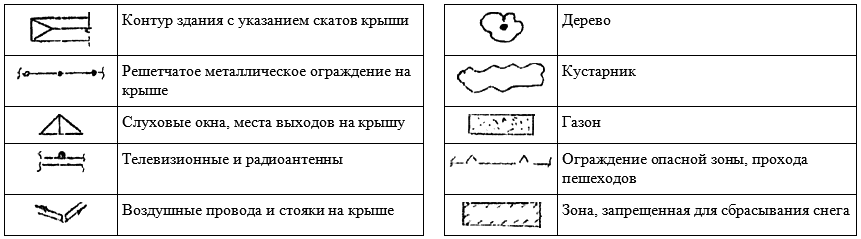 Контур здания с указанием скатов крыши
Решетчатое металлическое ограждение на
крыше
Слуховые окна, места выходов на крышу
Телевизионные и радиоантенны
Воздушные провода и стояки на крыше
Дерево
Кустарник
Газон
Ограждение опасной зоны, прохода
пешеходов
Зона, запрещенная для сбрасывания снега